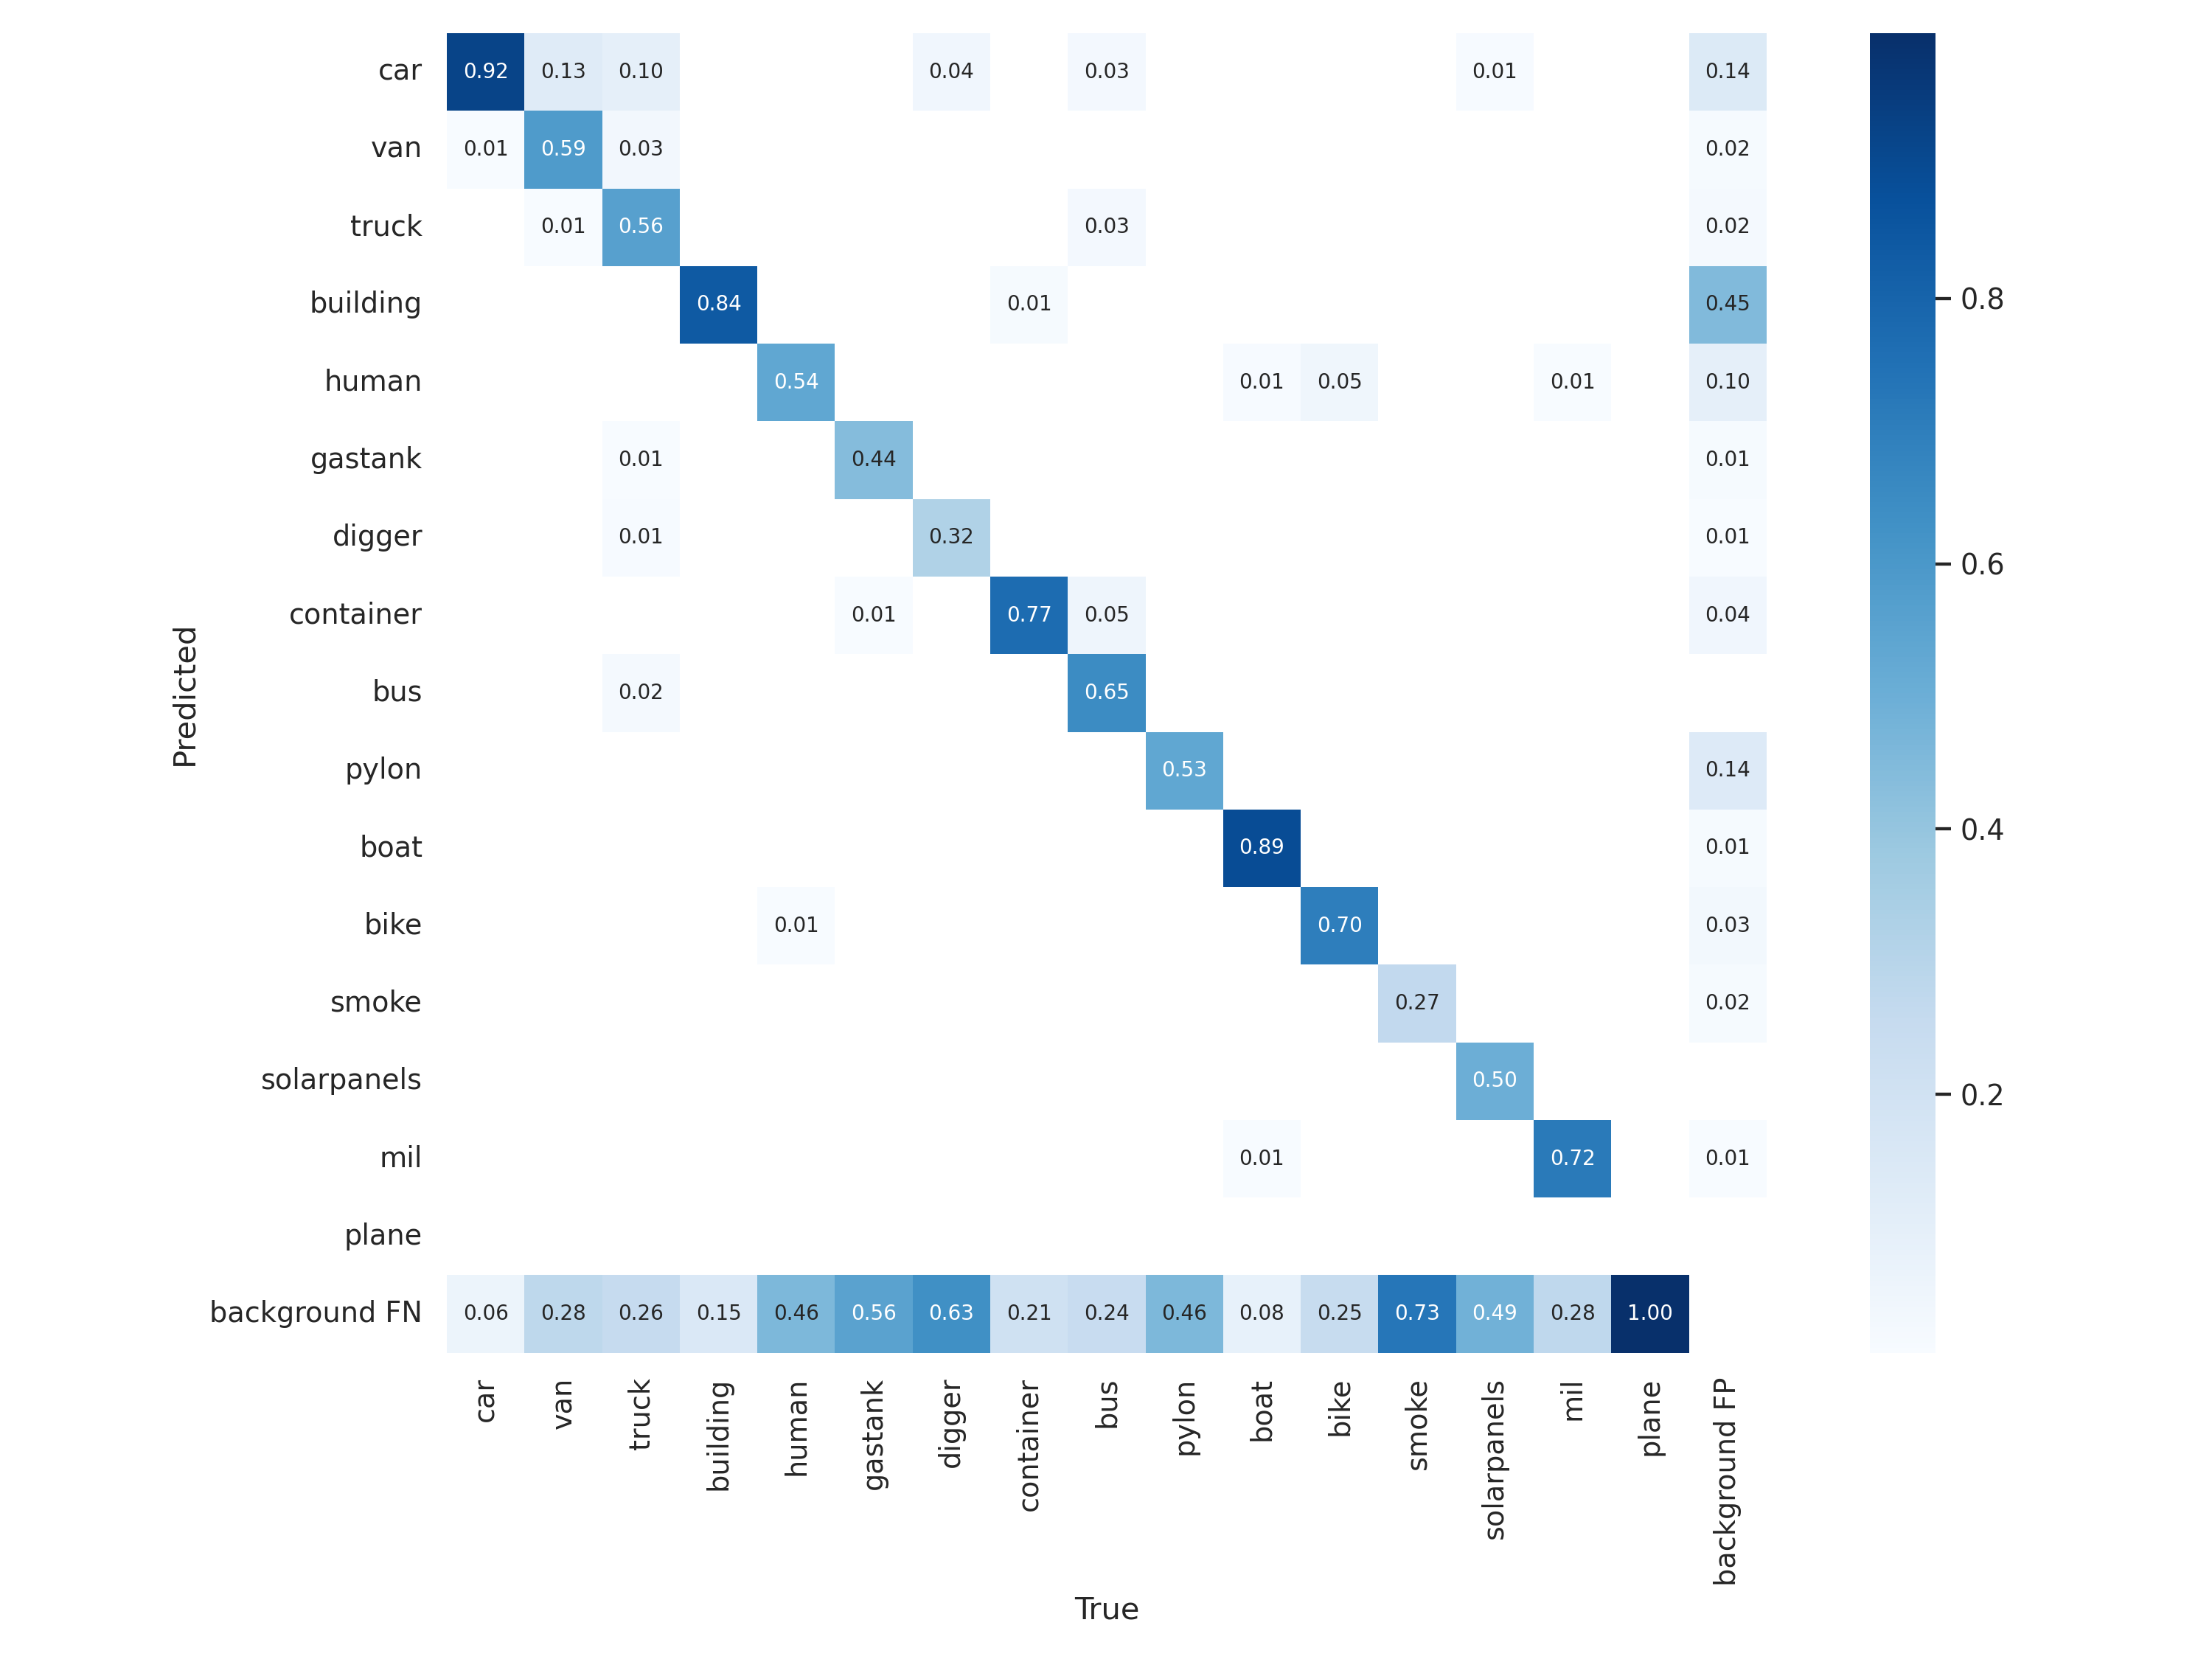 car 0.92 0.13 0.10 0.04 0.03 0.01 0.14
van 0.01 0.59 0.03 0.02
truck 0.01 0.56 0.03 0.02
building 0.84 0.01 0.45 0.8
human 0.54 0.01 0.05 0.01 0.10
gastank 0.01 0.44 0.01
digger 0.01 0.32 0.01 0.6
container 0.01 0.77 0.05 0.04
Predicted
bus 0.02 0.65
pylon 0.53 0.14
boat 0.89 0.01 0.4
bike 0.01 0.70 0.03
smoke 0.27 0.02
solarpanels 0.50 0.2
mil 0.01 0.72 0.01
plane
background FN 0.06 0.28 0.26 0.15 0.46 0.56 0.63 0.21 0.24 0.46 0.08 0.25 0.73 0.49 0.28 1.00
car van truck building human gastank digger container bus pylon boat bike smoke solarpanels mil plane background FP
True